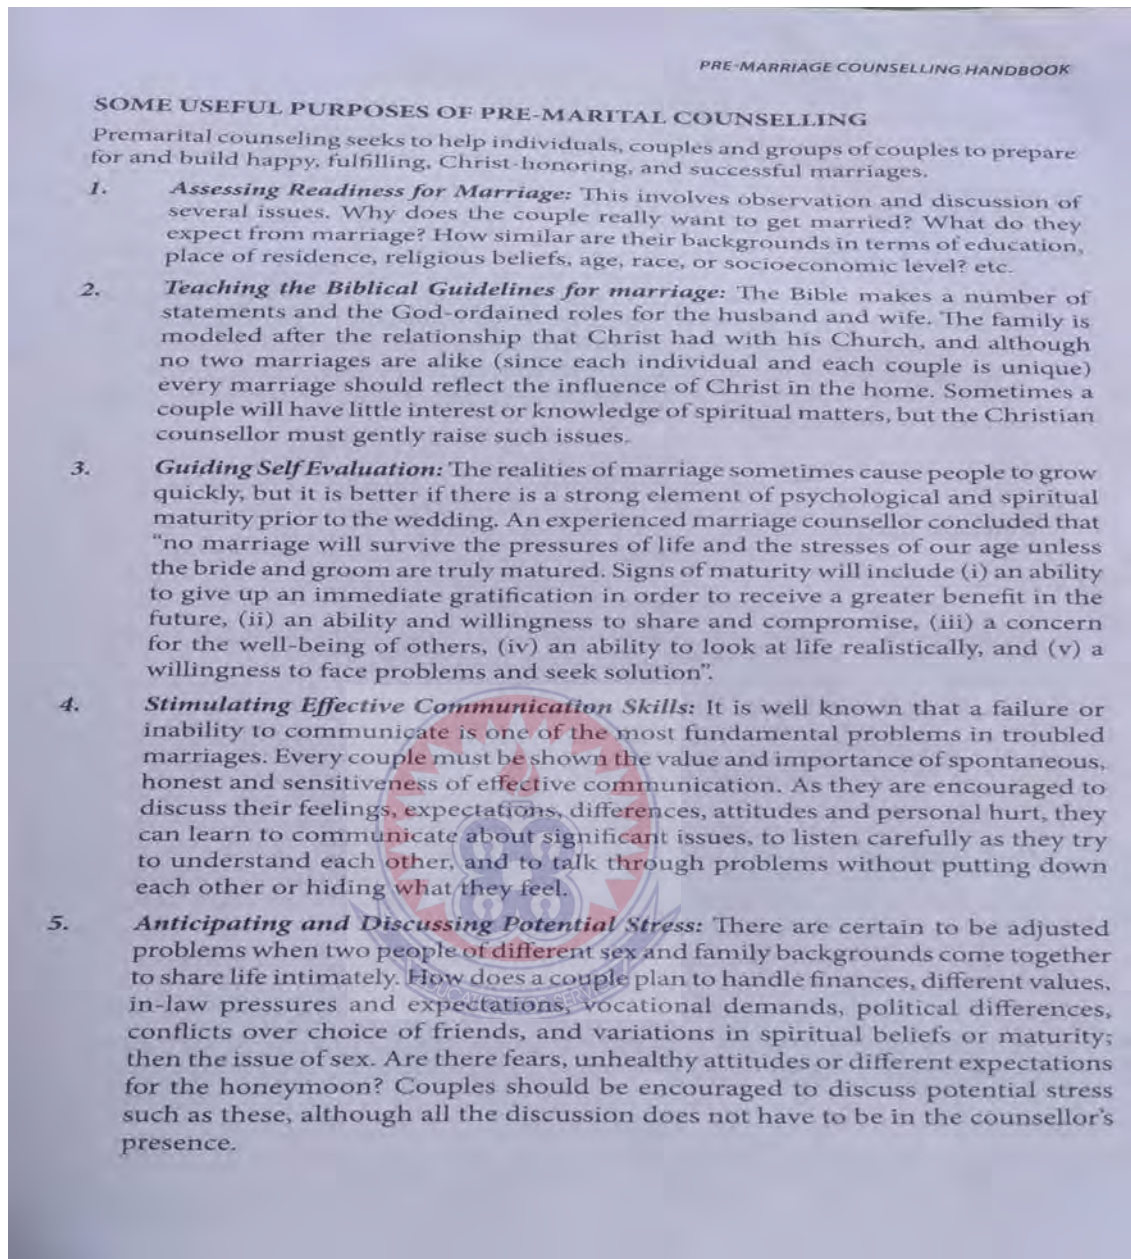 PRE-MARRIAGE COUNSELLING HANDBOOK
SOME USEFUL PURPOSES OF PRE-MARITAL COUNSELLING
Premarital counseling seeks to help individuals, couples and groups of couples to prepare
for and build happy, fulfilling, Christ-honoring, and successful marriages.
1. Assessing Readiness for Marriage: This involves observation and discussion of
several issues. Why does the couple really want to get married? What do they
expect from marriage? How similar are their backgrounds in terms of education,
place of residence, religious beliefs, age, race, or socioeconomic level? etc.
2. Teaching the Biblical Guidelines for marriage: The Bible makes a number of
statements and the God-ordained roles for the husband and wife. The family is
modeled after the relationship that Christ had with his Church, and although
no two marriages are alike (since each individual and each couple is unique)
every marriage should reflect the influence of Christ in the home. Sometimes a
couple will have little interest or knowledge of spiritual matters, but the Christian
counsellor must gently raise such issues.
3. Guiding Self Evaluation: The realities of marriage sometimes cause people to grow
quickly, but it is better if there is a strong element of psychological and spiritual
maturity prior to the wedding. An experienced marriage counsellor concluded that
“no marriage will survive the pressures of life and the stresses of our age unless
the bride and groom are truly matured. Signs of maturity will include (i) an ability
to give up an immediate gratification in order to receive a greater benefit in the
future, (ii) an ability and willingness to share and compromise, (iii) a concern
for the well-being of others, (iv) an ability to look at life realistically, and (v) a
willingness to face problems and seek solution”.
4. Stimulating Effective Communication Skills: It is well known that a failure or
inability to communicate is one of the most fundamental problems in troubled
marriages. Every couple must be shown the value and importance of spontaneous,
honest and sensitiveness of effective communication. As they are encouraged to
discuss their feelings, expectations, differences, attitudes and personal hurt, they
can learn to communicate about significant issues, to listen carefully as they try
to understand each other, and to talk through problems without putting down
each other or hiding what they feel.
5. Anticipating and Discussing Potential Stress: There are certain to be adjusted
problems when two people of different sex and family backgrounds come together
to share life intimately. How does a couple plan to handle finances, different values,
in-law pressures and expectations, vocational demands, political differences,
conflicts over choice of friends, and variations in spiritual beliefs or maturity;
then the issue of sex. Are there fears, unhealthy attitudes or different expectations
for the honeymoon? Couples should be encouraged to discuss potential stress
such as these, although all the discussion does not have to be in the counsellor's
presence.